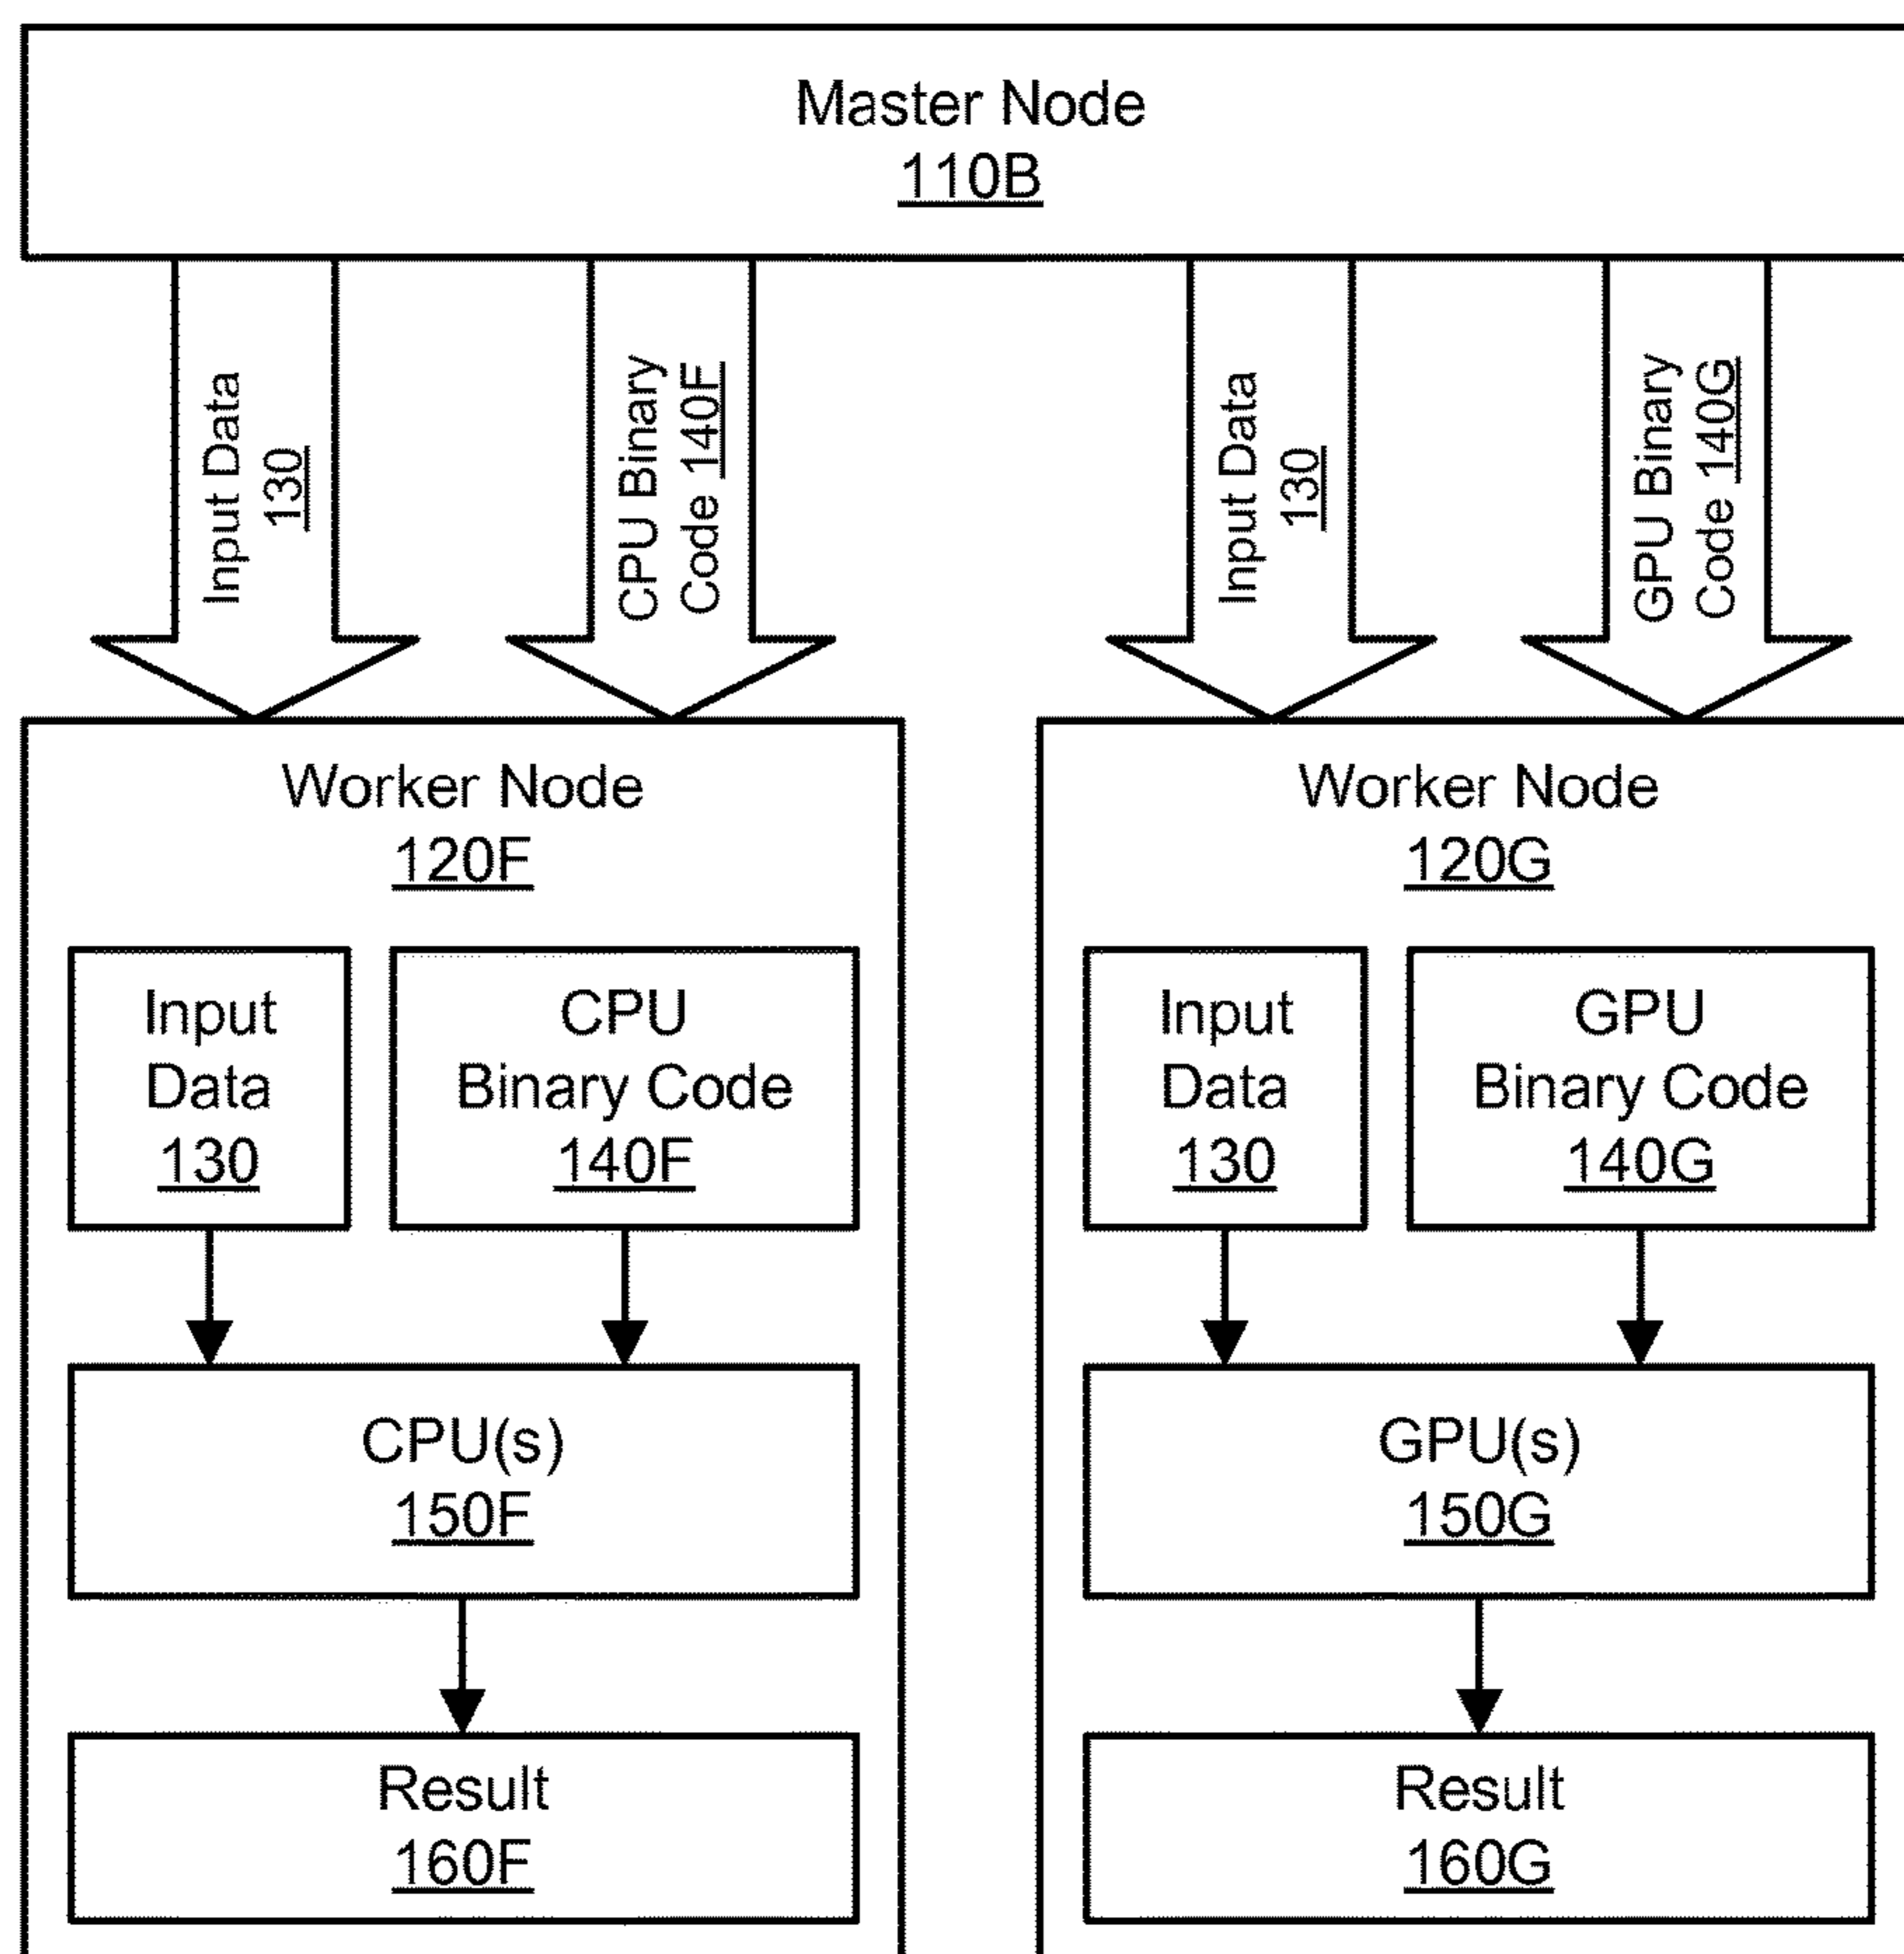 Master Node
110B
Input Data
130
CPU Binary
Code 140F
Input Data
130
GPU Binary
Code 140G
Worker Node
120F
Input
Data
130
CPU
Binary Code
140F
CPU(s)
150F
Result
160F
Worker Node
120G
Input
Data
130
GPU
Binary Code
140G
GPU(s)
150G
Result
160G